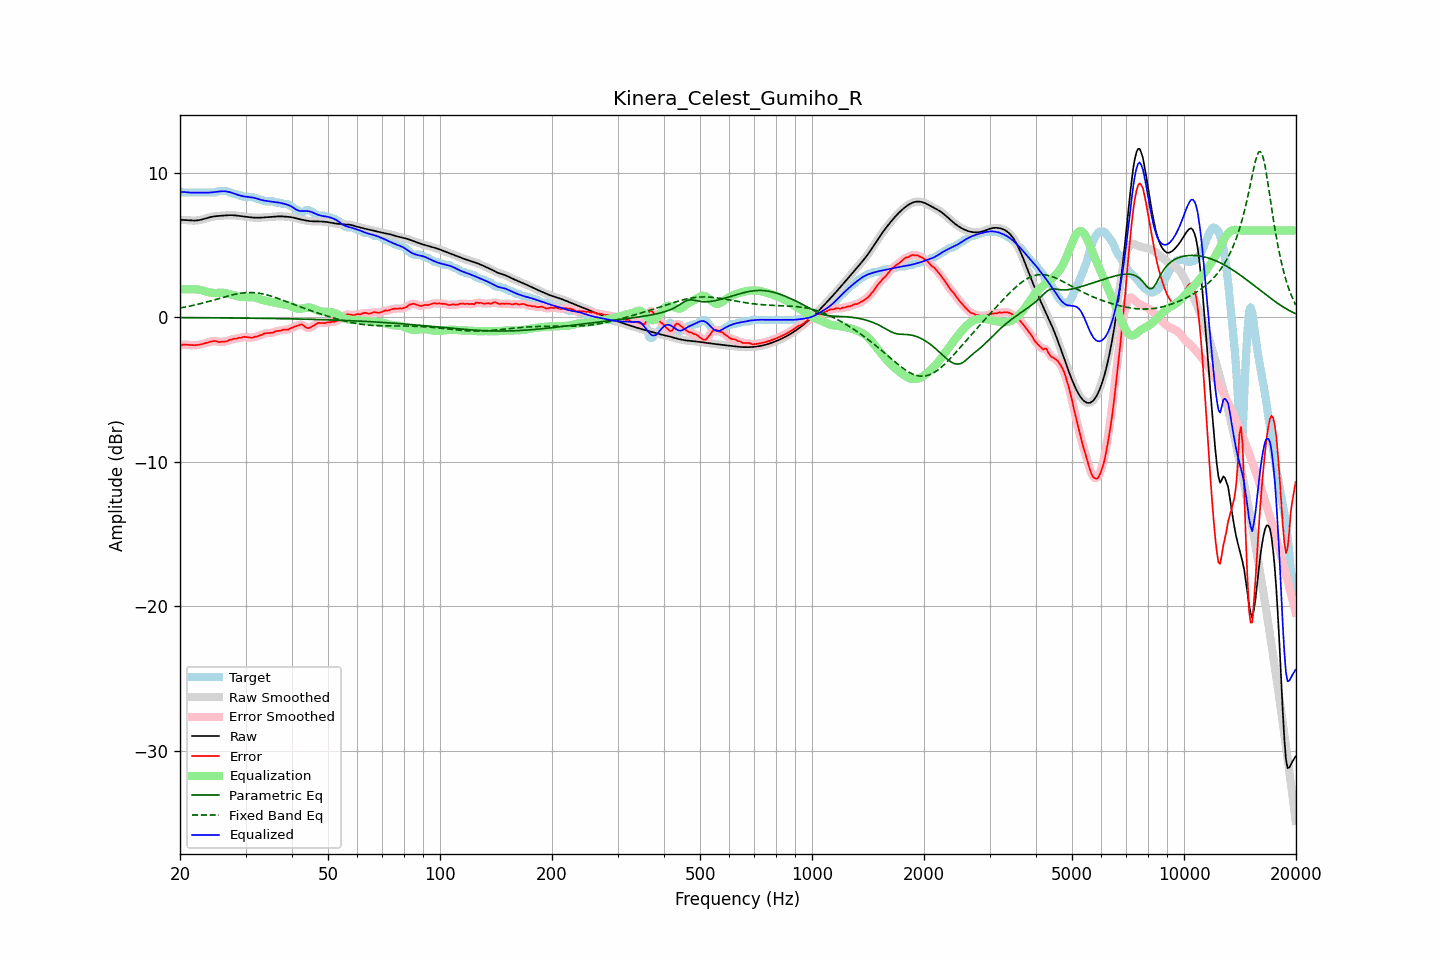 Kinera_Celest_Gumiho_R
Amplitude (dBr)
10
0
−10
−20
−30
Target
Raw Smoothed
Error Smoothed
Raw
Error
Equalization
Parametric Eq
Fixed Band Eq
Equalized
20 50 100 200 500 1000 2000 5000 10000 20000
Frequency (Hz)